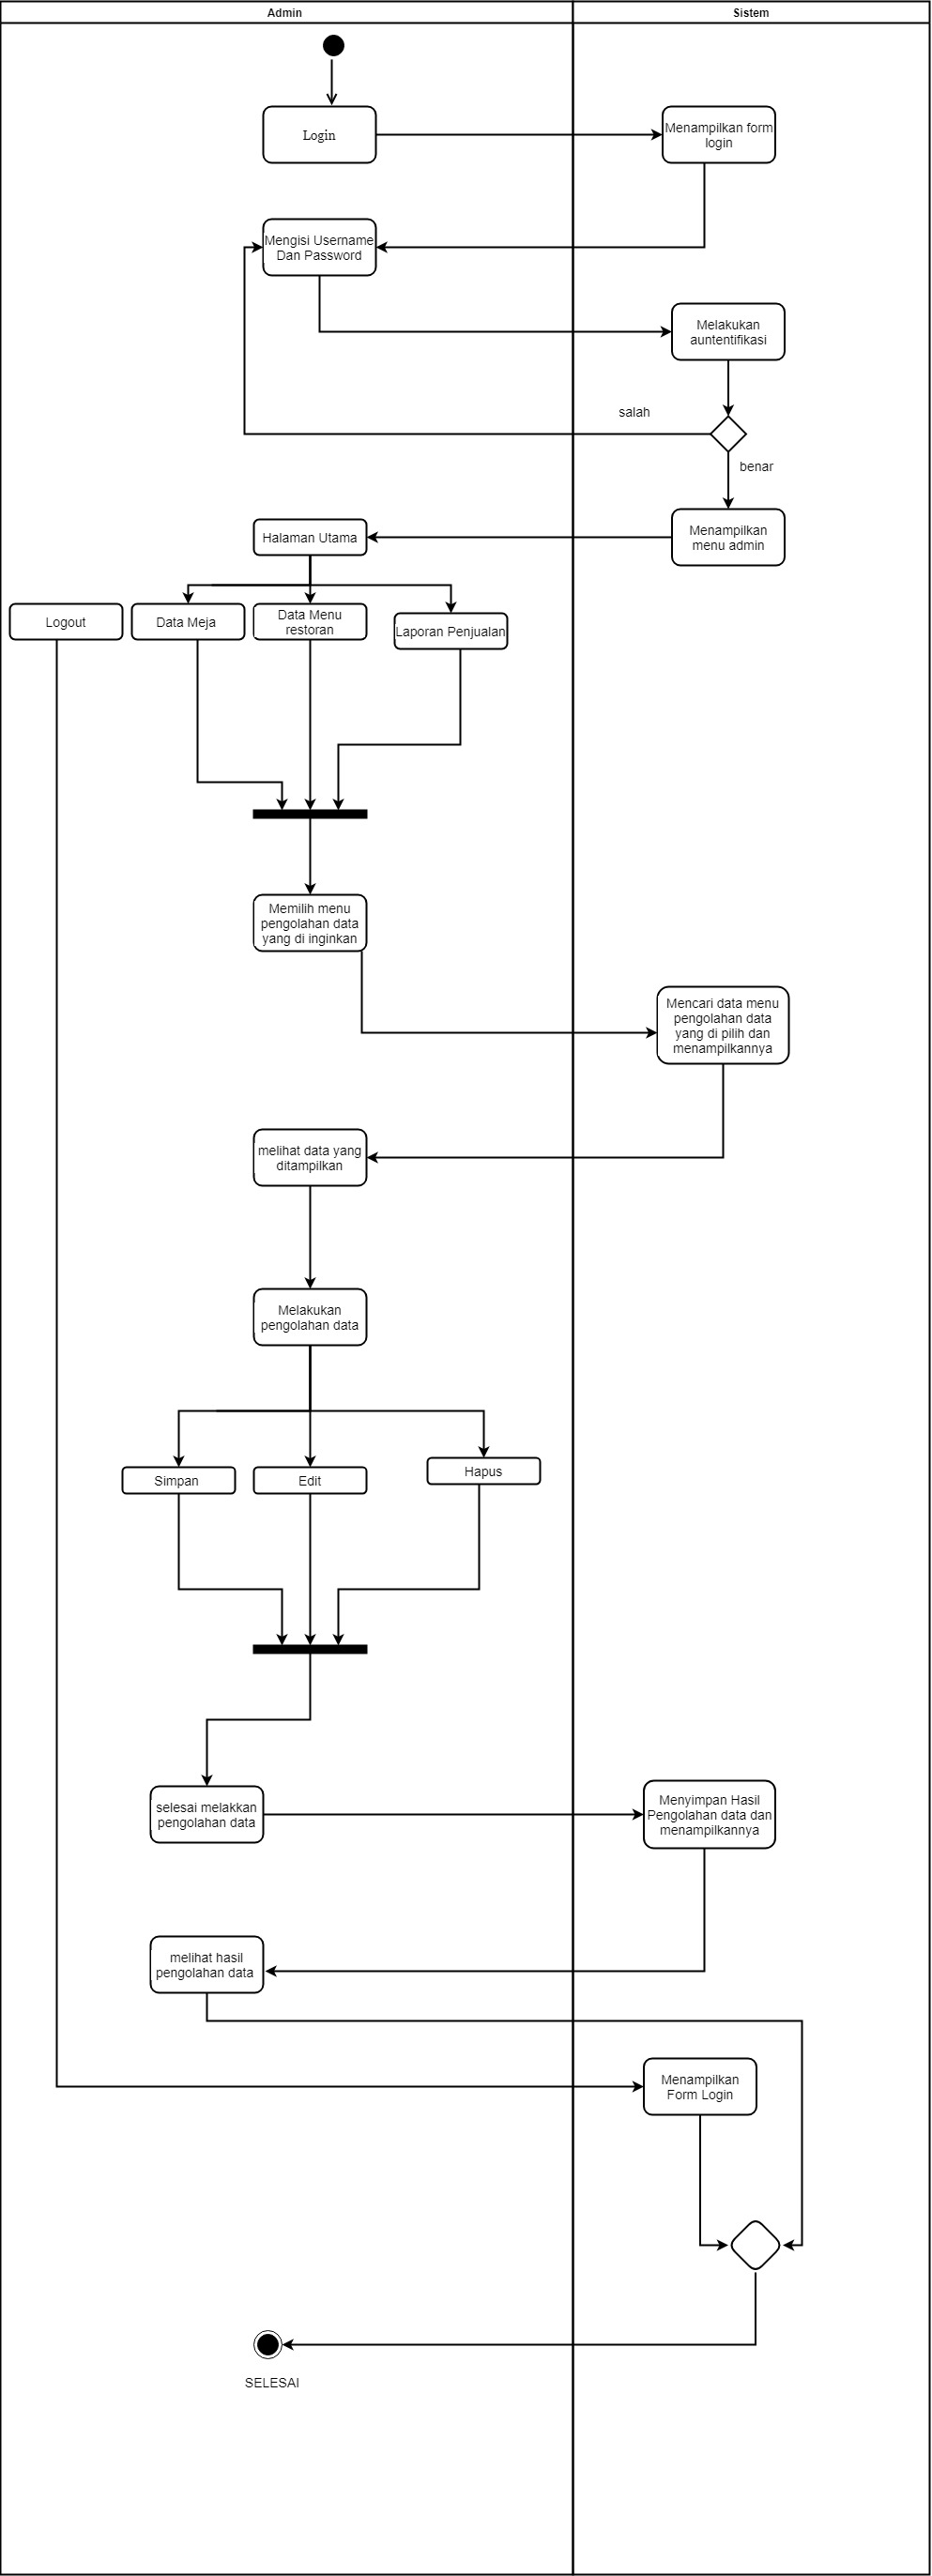 Admin
Sistem
Login
Menampilkan form
login
Mengisi Username
Dan Password
Melakukan
auntentifikasi
salah
benar
Menampilkan
menu admin
Halaman Utama
Logout
Data Meja
Data Menu
restoran
Laporan Penjualan
Memilih menu
pengolahan data
yang di inginkan
Mencari data menu
pengolahan data
yang di pilih dan
menampilkannya
melihat data yang
ditampilkan
Melakukan
pengolahan data
Simpan
Edit
Hapus
selesai melakkan
pengolahan data
Menyimpan Hasil
Pengolahan data dan
menampilkannya
melihat hasil
pengolahan data
Menampilkan
Form Login
SELESAI